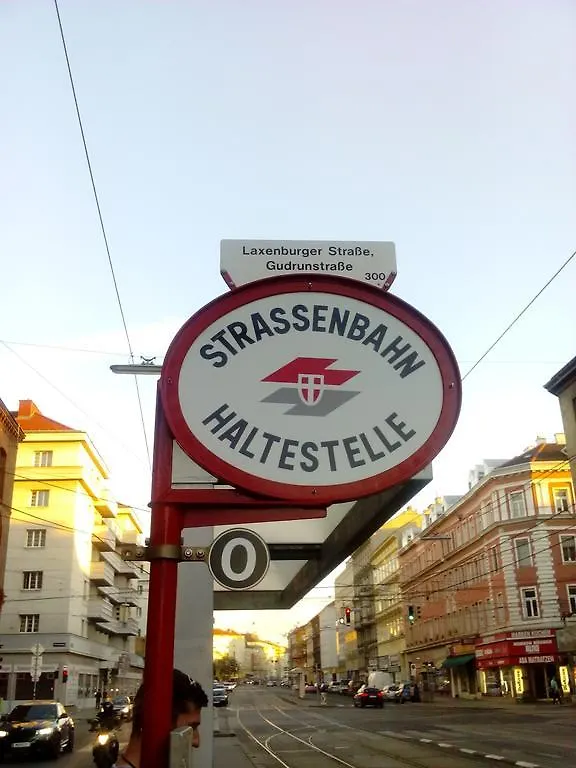 Laxenburger Straße,
Gudrunstraße
300
STRASSENBAHN
HALTESTELLE
O